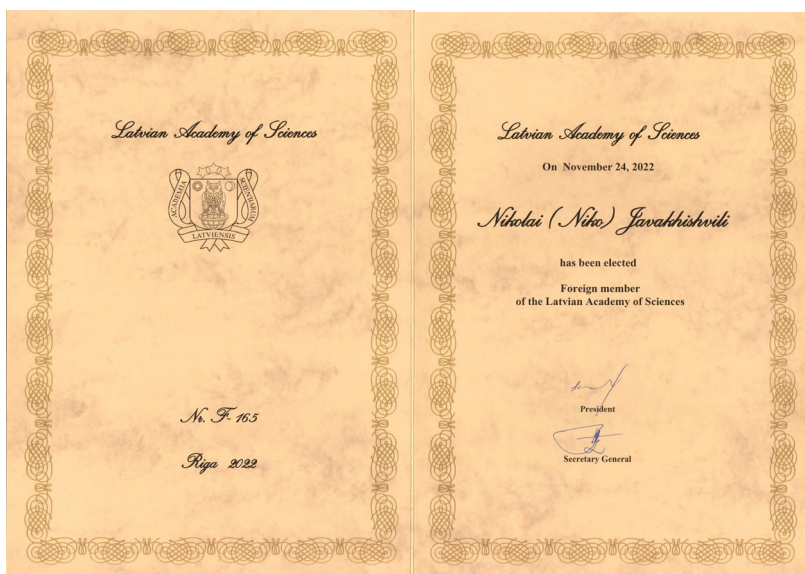 Latvian Academy of Sciences
ACADEMIA
SCIENTIARUM
LATVIENSIS
Nr. F- 165
Riga 2022
Latvian Academy of Sciences
On November 24, 2022
Nikolai (Niko) Javakhishvili
has been elected
Foreign member
of the Latvian Academy of Sciences
President
Secretary General